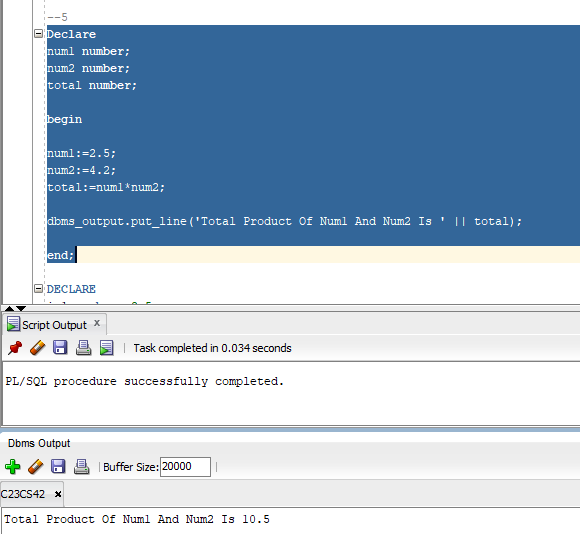 --5
Declare
num1 number;
num2 number;
total number;
begin
num1:=2.5;
num2:=4.2;
total:=num1*num2;
dbms_output.put_line('Total Product Of Num1 And Num2 Is ' || total);
end;
DECLARE
Script Output x
Task completed in 0.034 seconds
PL/SQL procedure successfully completed.
Dbms Output
Buffer Size: 20000
C23CS42 x
Total Product Of Num1 And Num2 Is 10.5